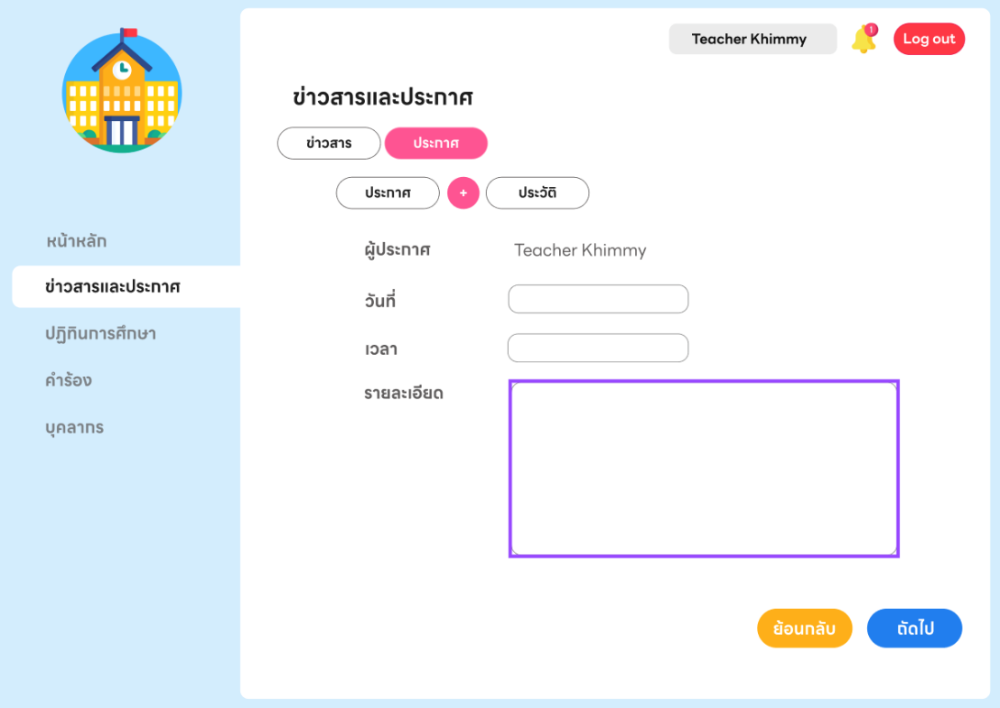 Teacher Khimmy
1
Log out
ข่าวสารและประกาศ
ข่าวสาร
ประกาศ
ประกาศ
+
ประวัติ
หน้าหลัก
ข่าวสารและประกาศ
ปฏิทินการศึกษา
คำร้อง
บุคลากร
ผู้ประกาศ
Teacher Khimmy
วันที่
เวลา
รายละเอียด
ย้อนกลับ
ถัดไป